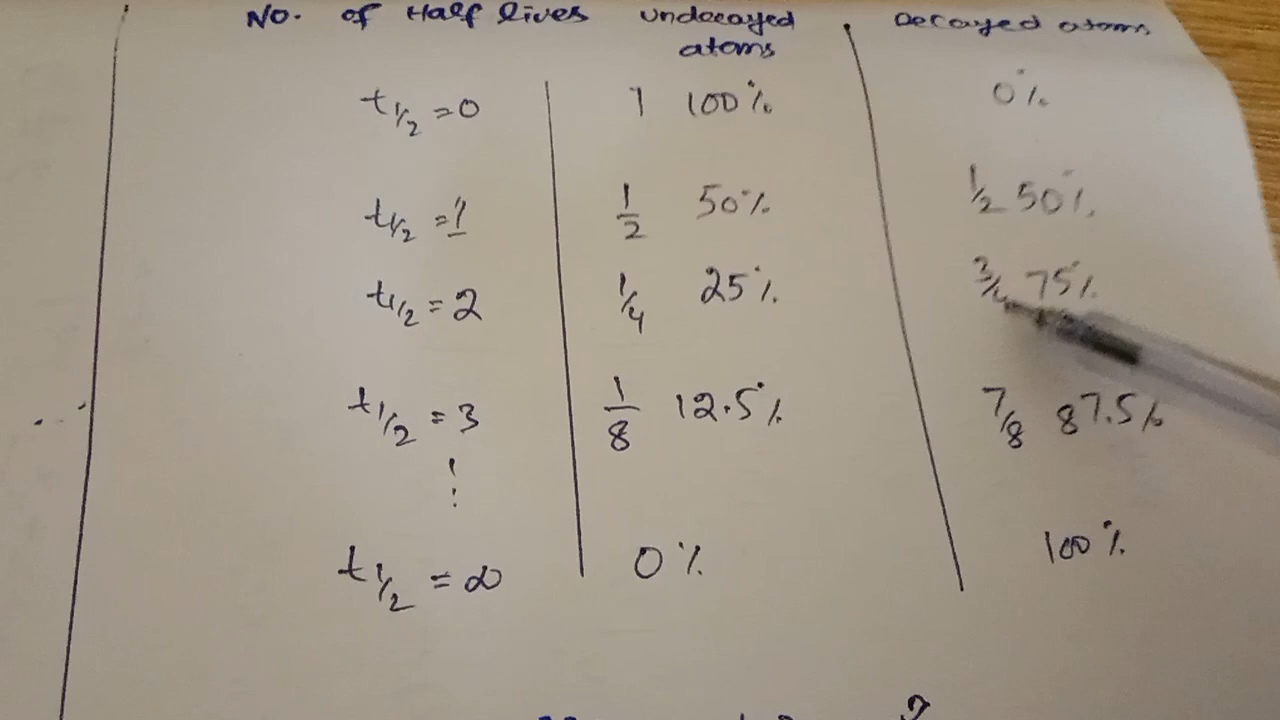 No. of Half lives undecayed atoms Decayed atoms
t1/2 = 0 1 100% 0%
t1/2 = 1 1/2 50% 1/2 50%
t1/2 = 2 1/4 25% 3/4 75%
t1/2 = 3 1/8 12.5% 7/8 87.5%
t1/2 = ∞ 0% 100%